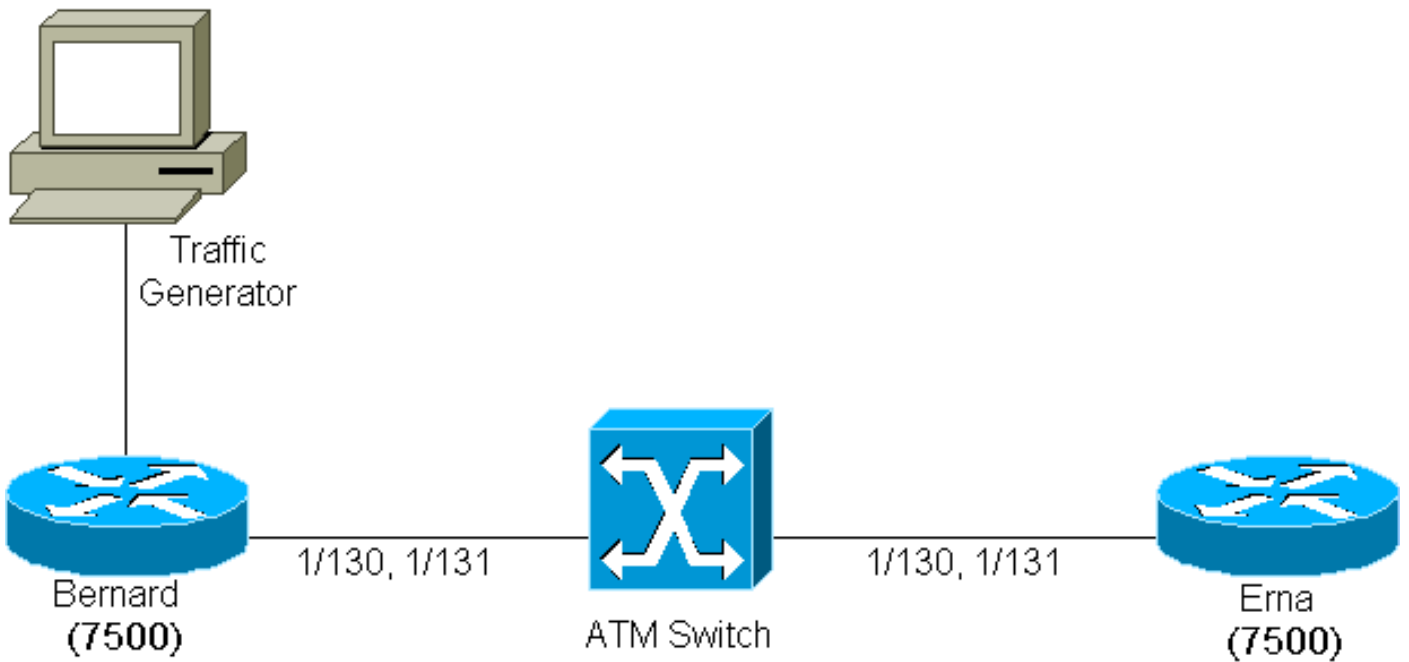 Traffic
Generator
1/130, 1/131
1/130, 1/131
Bernard
(7500)
ATM Switch
Erna
(7500)